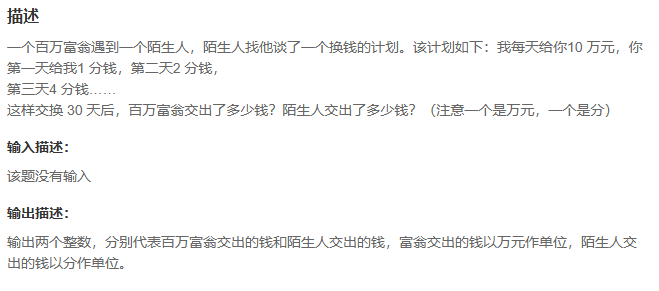 描述
一个百万富翁遇到一个陌生人，陌生人找他谈了一个换钱的计划。该计划如下：我每天给你10 万元，你
第一天给我1 分钱，第二天2 分钱，
第三天4 分钱……
这样交换 30 天后，百万富翁交出了多少钱？陌生人交出了多少钱？（注意一个是万元，一个是分）
输入描述：
该题没有输入
输出描述：
输出两个整数，分别代表百万富翁交出的钱和陌生人交出的钱，富翁交出的钱以万元作单位，陌生人交
出的钱以分作单位。